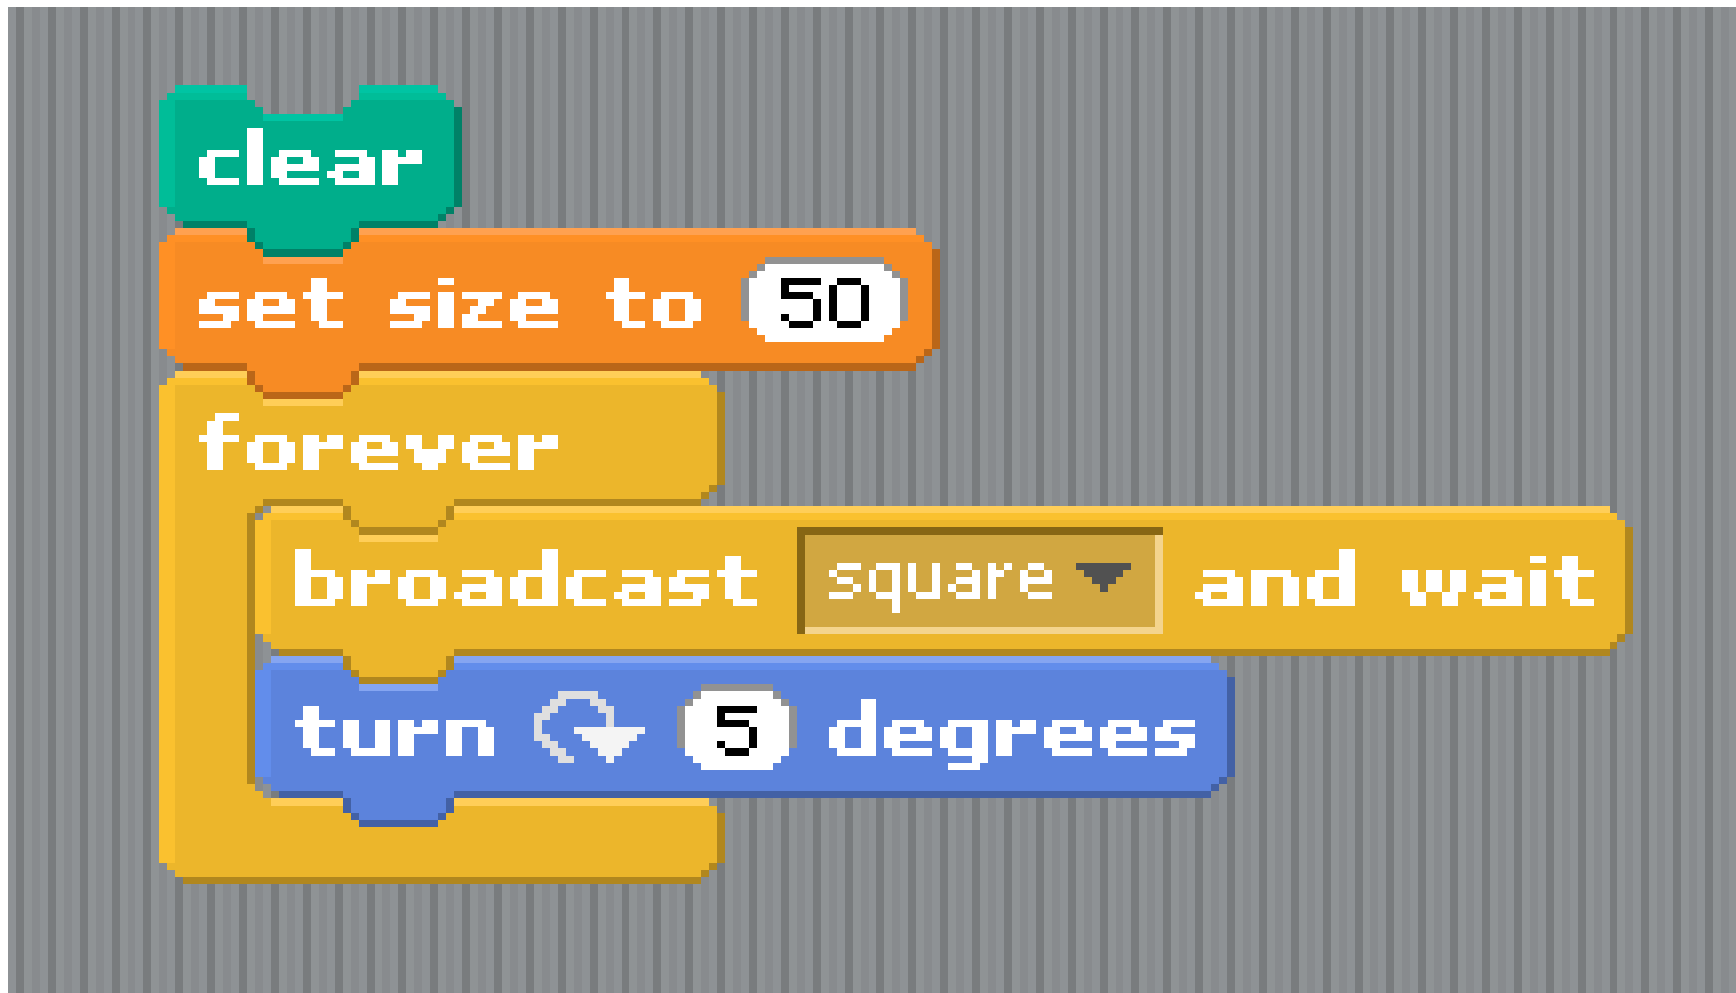 clear
set size to 50
forever
broadcast square and wait
turn 5 degrees